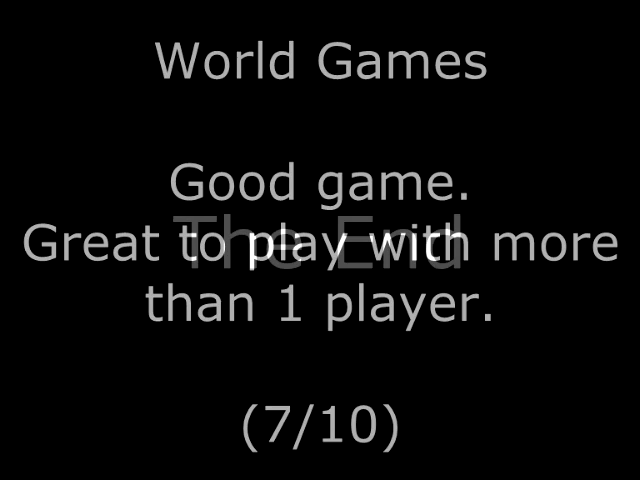 World Games
Good game.
Great to play with more
The End
than 1 player.
(7/10)